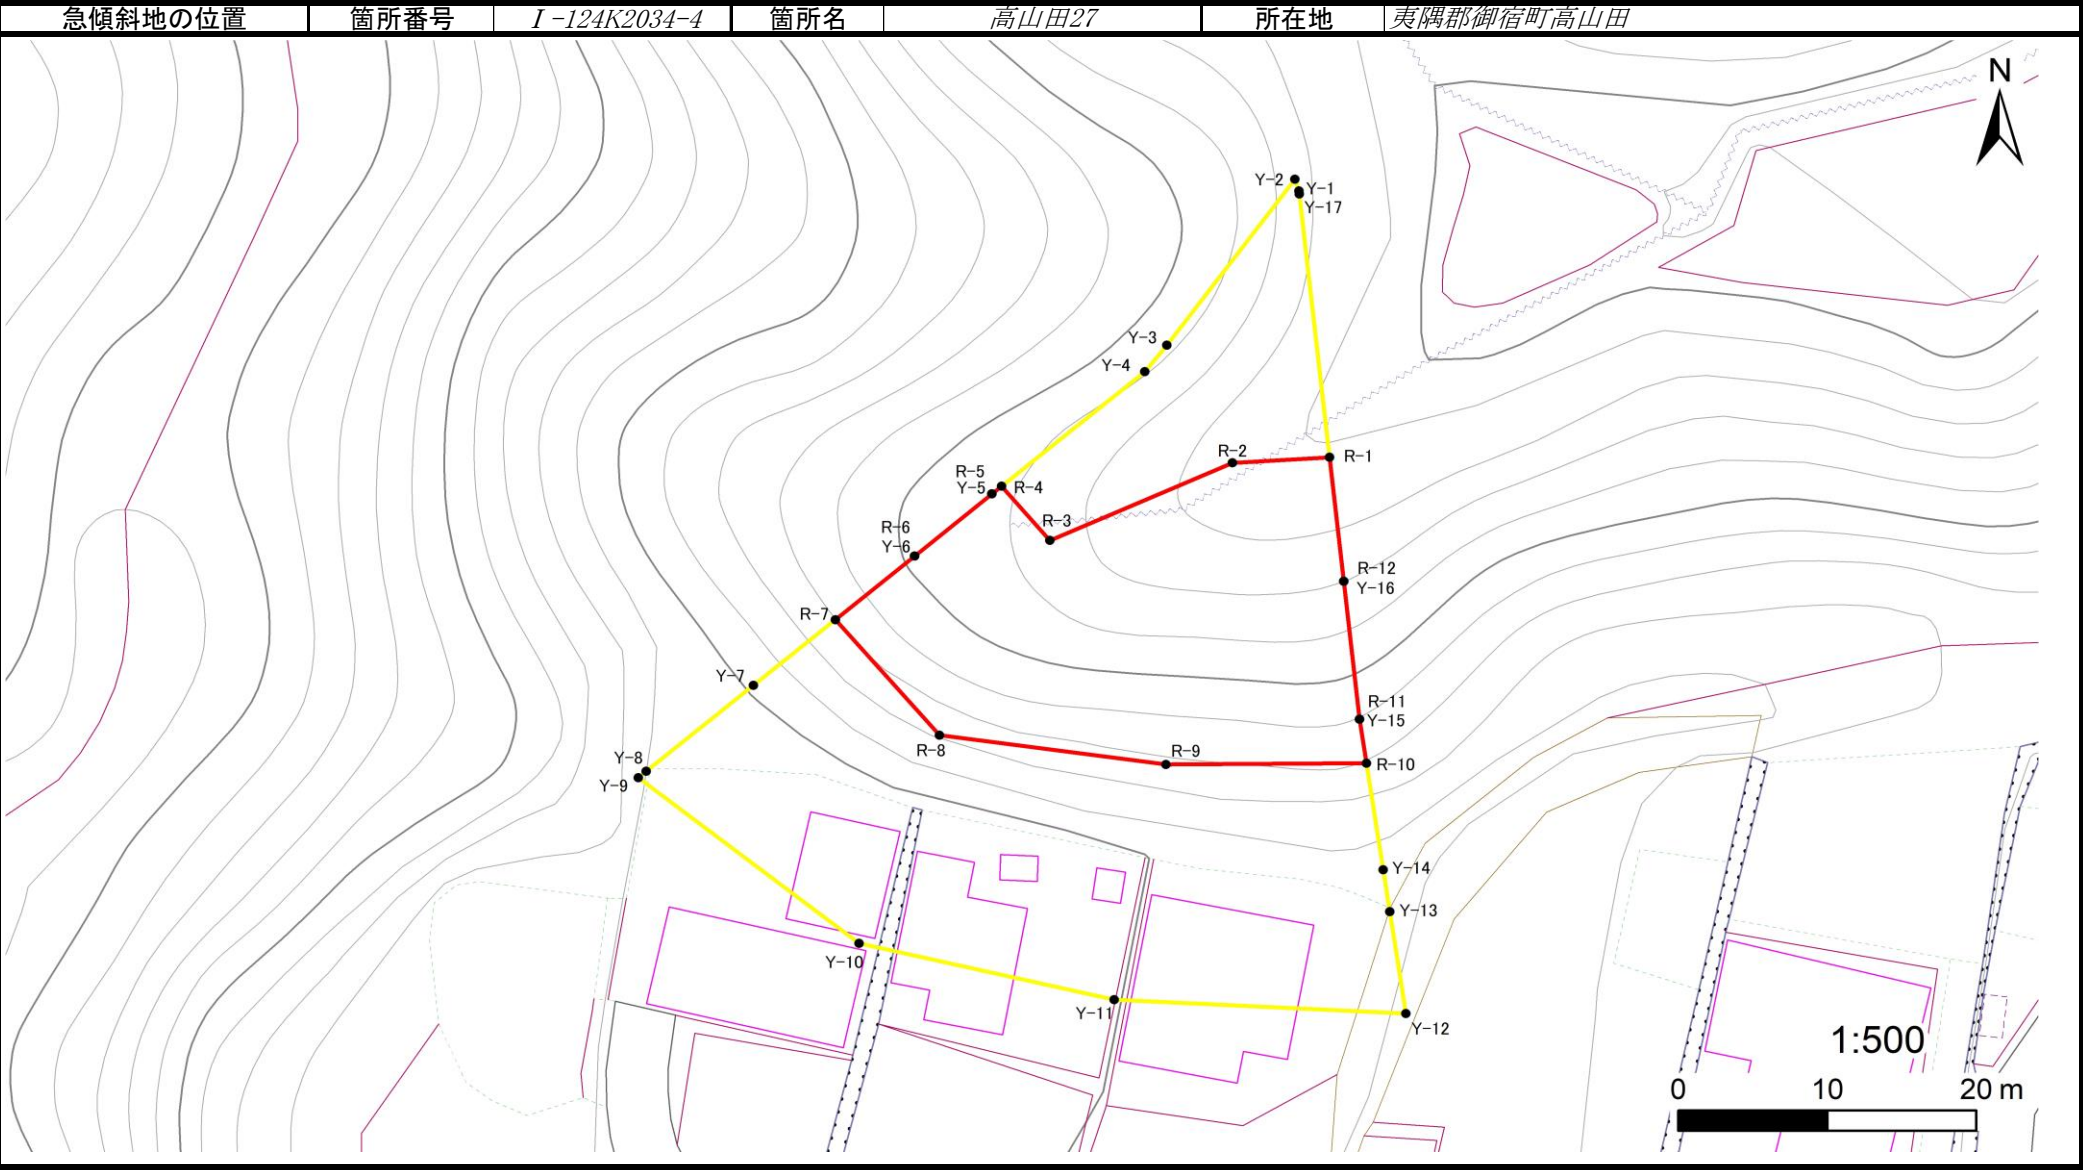 急傾斜地の位置 箇所番号 Ⅰ-124K2034-4 箇所名 高山田27 所在地 夷隅郡御宿町高山田
N
Y-2
Y-1
Y-17
Y-3
Y-4
R-2
R-1
R-5
Y-5
R-4
R-3
R-6
Y-6
R-12
Y-16
R-7
Y-7
R-11
Y-15
R-8
R-9
R-10
Y-8
Y-9
Y-14
Y-13
Y-10
Y-11
Y-12
1:500
0 10 20 m